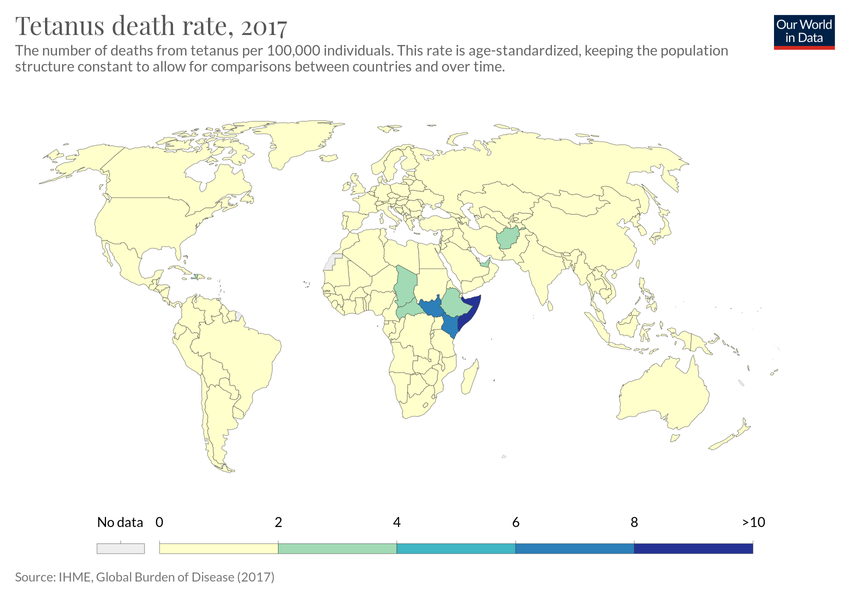 Tetanus death rate, 2017
Our World
in Data
The number of deaths from tetanus per 100,000 individuals. This rate is age-standardized, keeping the population
structure constant to allow for comparisons between countries and over time.
No data 0 2 4 6 8 >10
Source: IHME, Global Burden of Disease (2017)